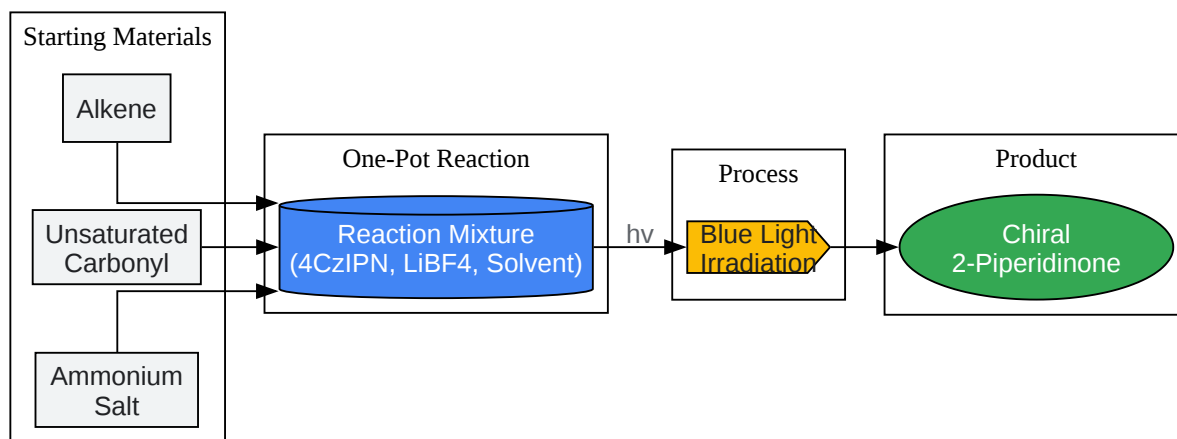 Starting Materials
Alkene
Unsaturated
Carbonyl
Ammonium
Salt
One-Pot Reaction
Reaction Mixture
(4CzIPN, LiBF4, Solvent)
hv
Process
Blue Light
Irradiation
Product
Chiral
2-Piperidinone